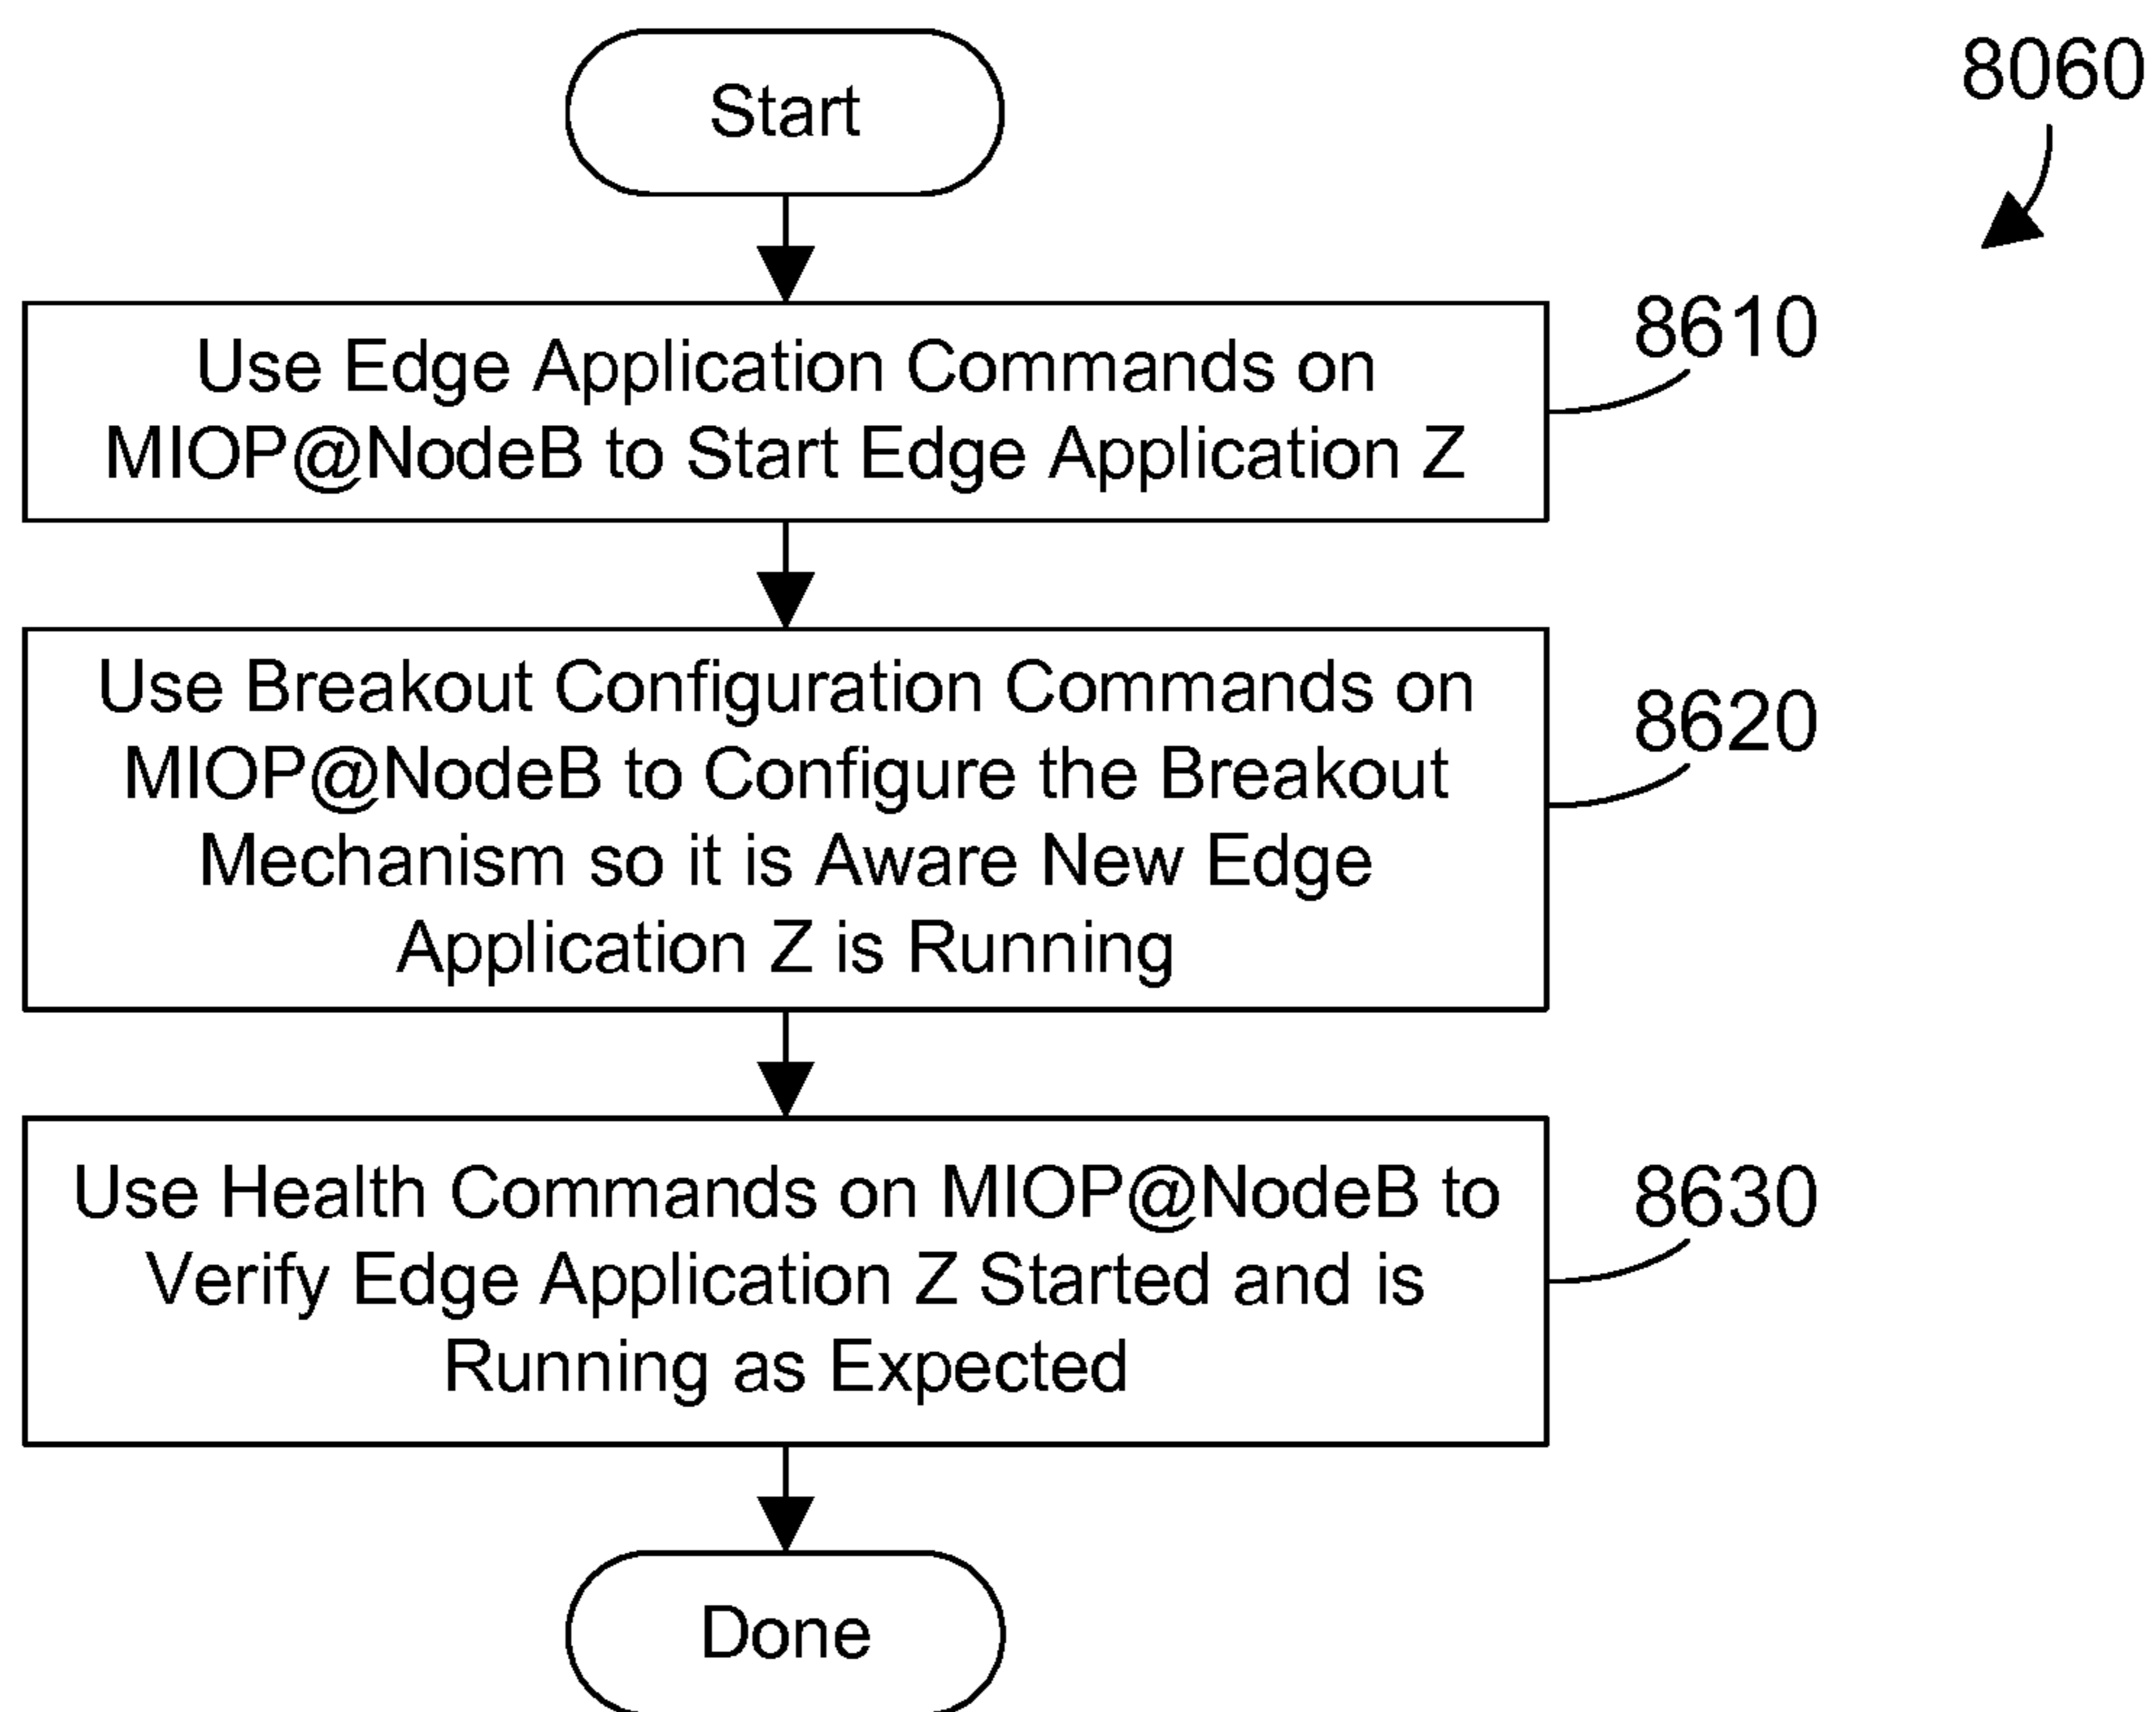 Start
8060
Use Edge Application Commands on
MIOP@NodeB to Start Edge Application Z
8610
Use Breakout Configuration Commands on
MIOP@NodeB to Configure the Breakout
Mechanism so it is Aware New Edge
Application Z is Running
8620
Use Health Commands on MIOP@NodeB to
Verify Edge Application Z Started and is
Running as Expected
8630
Done